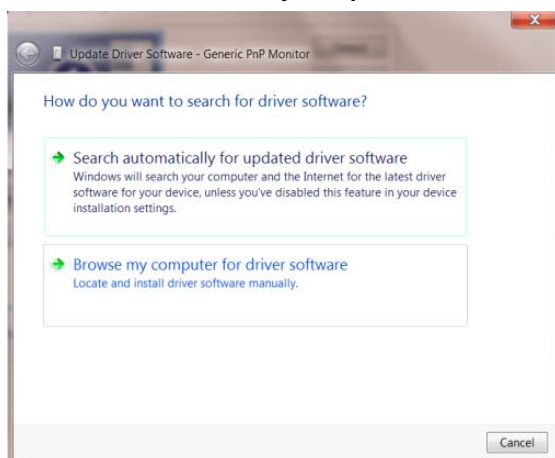 Update Driver Software - Generic PnP Monitor
How do you want to search for driver software?
Search automatically for updated driver software
Windows will search your computer and the Internet for the latest driver
software for your device, unless you've disabled this feature in your device
installation settings.
Browse my computer for driver software
Locate and install driver software manually.
Cancel